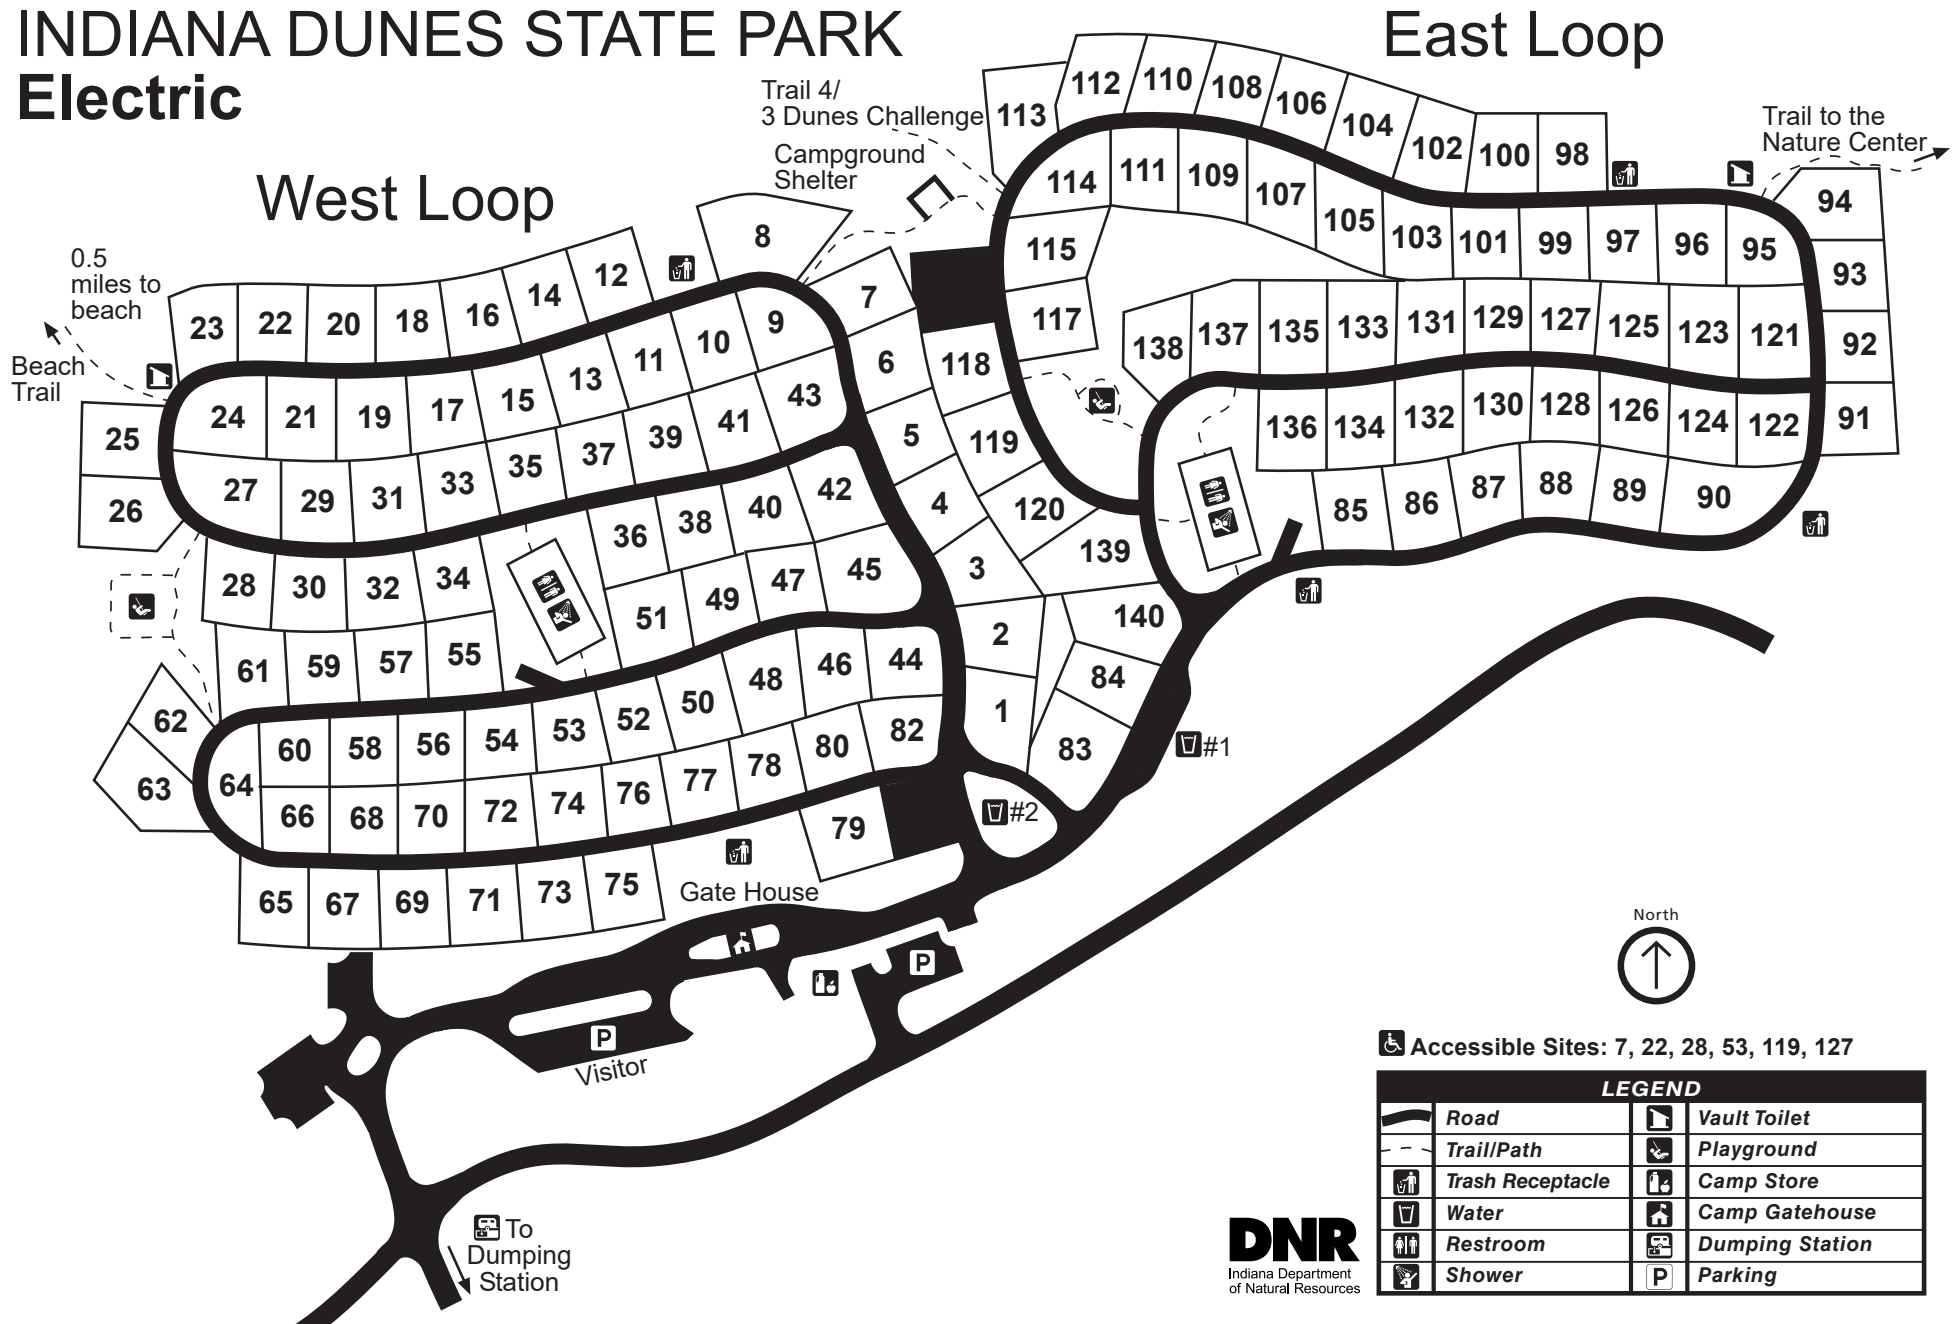 INDIANA DUNES STATE PARK
Electric
East Loop
West Loop
Trail 4/
3 Dunes Challenge
Campground
Shelter
Trail to the
Nature Center
0.5
miles to
beach
Beach
Trail
113 112 110 108 106 104 102 100 98
114 111 109 107 105 103 101 99 97 96 95
94
93
92
91
115
117
118
119
120
139
140
138 137 135 133 131 129 127 125 123 121
136 134 132 130 128 126 124 122
85 86 87 88 89 90
8
7
6
5
4
3
2
1
84
83
23 22 20 18 16 14 12
24 21 19 17 15 13 11 10 9
25
26
27 29 31 33 35 37 39 41 43
28 30 32 34 36 38 40 42
61 59 57 55 51 49 47 45
62
63
64
60 58 56 54 53 52 50 48 46 44
66 68 70 72 74 76 77 78 80 82
65 67 69 71 73 75 79
#1
#2
Gate House
P
P
Visitor
To
Dumping
Station
North
Accessible Sites: 7, 22, 28, 53, 119, 127
LEGEND
Road Vault Toilet
Trail/Path Playground
Trash Receptacle Camp Store
Water Camp Gatehouse
Restroom Dumping Station
Shower P Parking
DNR
Indiana Department
of Natural Resources